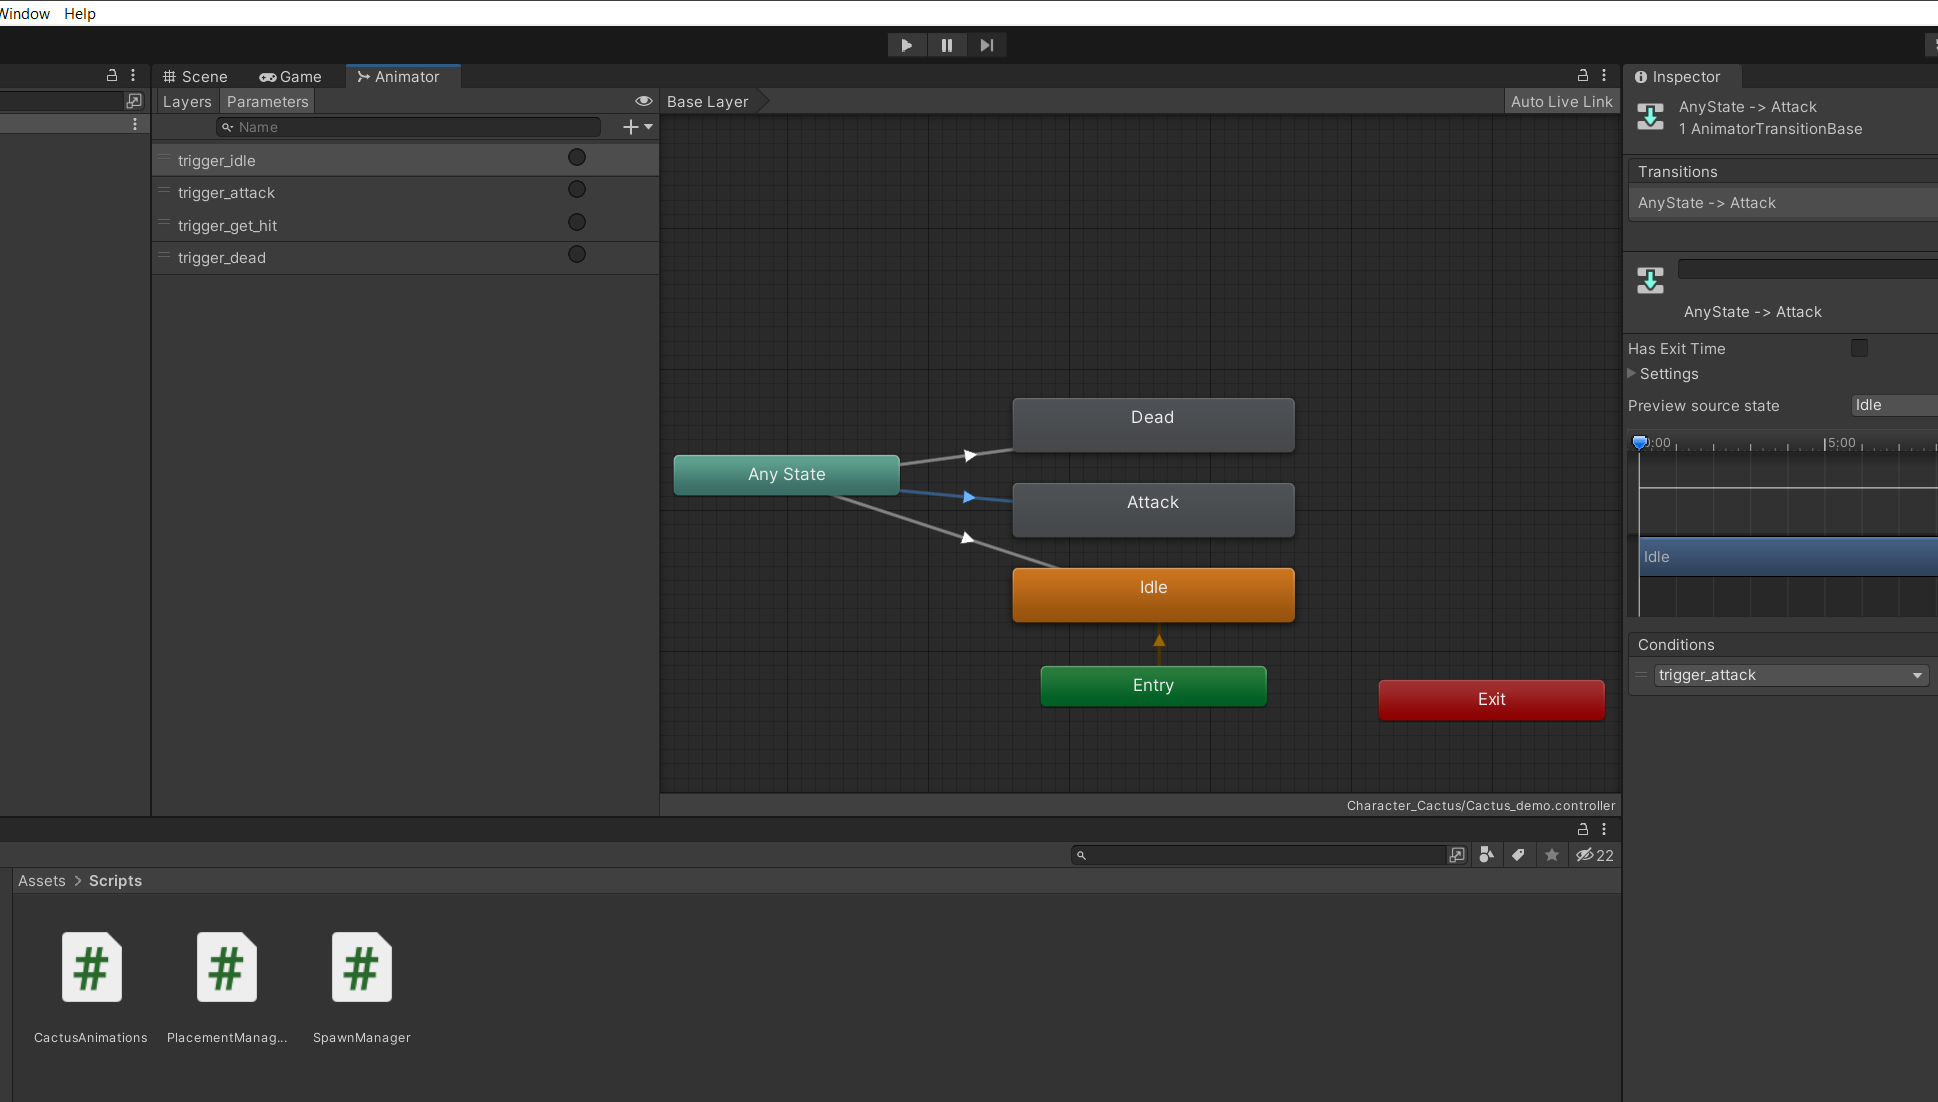 Window Help
Scene Game Animator
Layers Parameters
Name
trigger_idle
trigger_attack
trigger_get_hit
trigger_dead
Base Layer
Auto Live Link
Dead
Any State
Attack
Idle
Entry
Exit
Character_Cactus/Cactus_demo.controller
Inspector
AnyState -> Attack
1 AnimatorTransitionBase
Transitions
AnyState -> Attack
AnyState -> Attack
Has Exit Time
Settings
Preview source state Idle
0:00 5:00
Idle
Conditions
trigger_attack
22
Assets > Scripts
# # #
CactusAnimations PlacementManag... SpawnManager